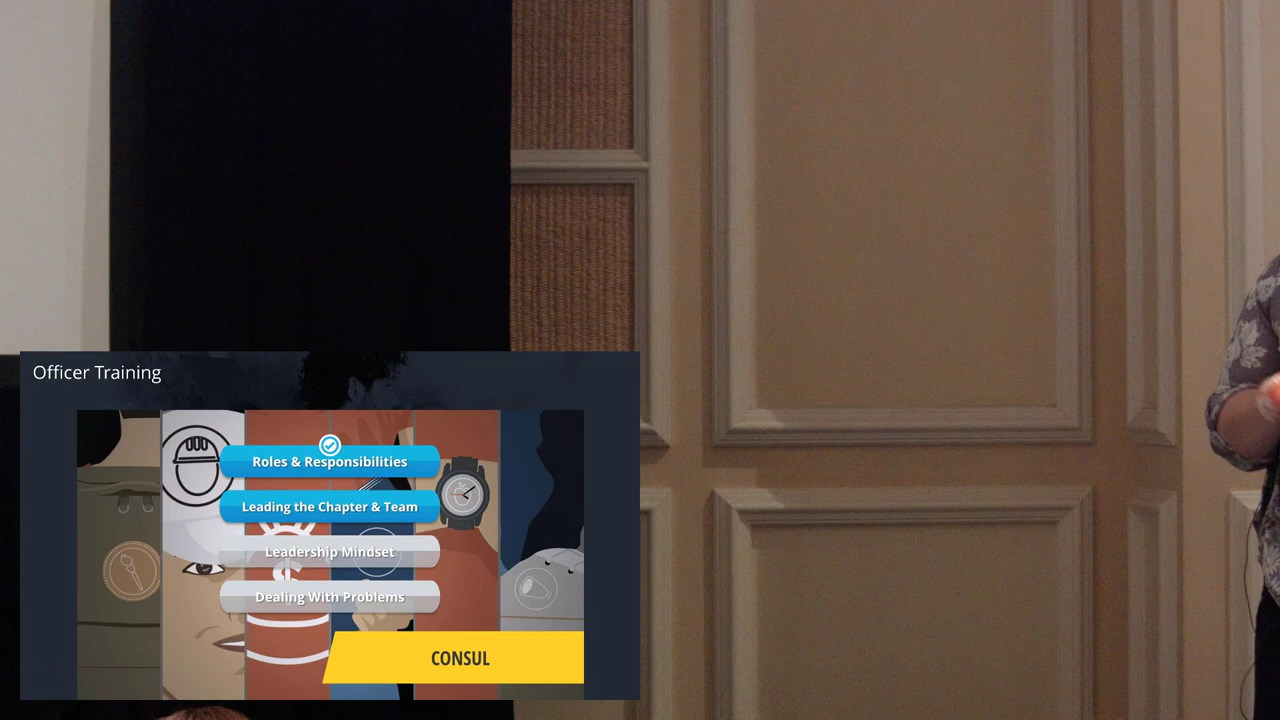 Officer Training
Roles & Responsibilities
Leading the Chapter & Team
Leadership Mindset
Dealing With Problems
CONSUL